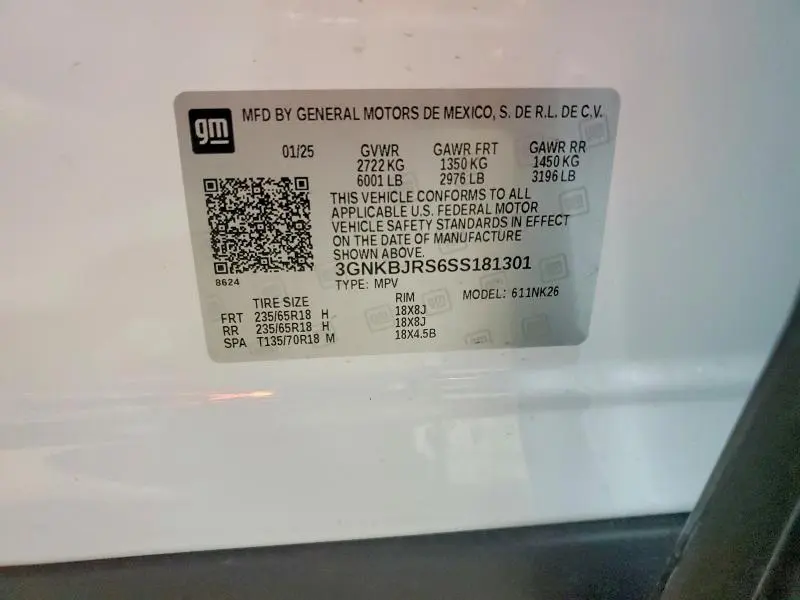 gm MFD BY GENERAL MOTORS DE MEXICO, S. DE R.L. DE C.V.
01/25 GVWR GAWR FRT GAWR RR
2722 KG 1350 KG 1450 KG
6001 LB 2976 LB 3196 LB
THIS VEHICLE CONFORMS TO ALL
APPLICABLE U.S. FEDERAL MOTOR
VEHICLE SAFETY STANDARDS IN EFFECT
ON THE DATE OF MANUFACTURE
SHOWN ABOVE.
3GNKBJRS6SS181301
8624 TYPE: MPV MODEL: 611NK26
TIRE SIZE RIM
FRT 235/65R18 H 18X8J
RR 235/65R18 H 18X8J
SPA T135/70R18 M 18X4.5B